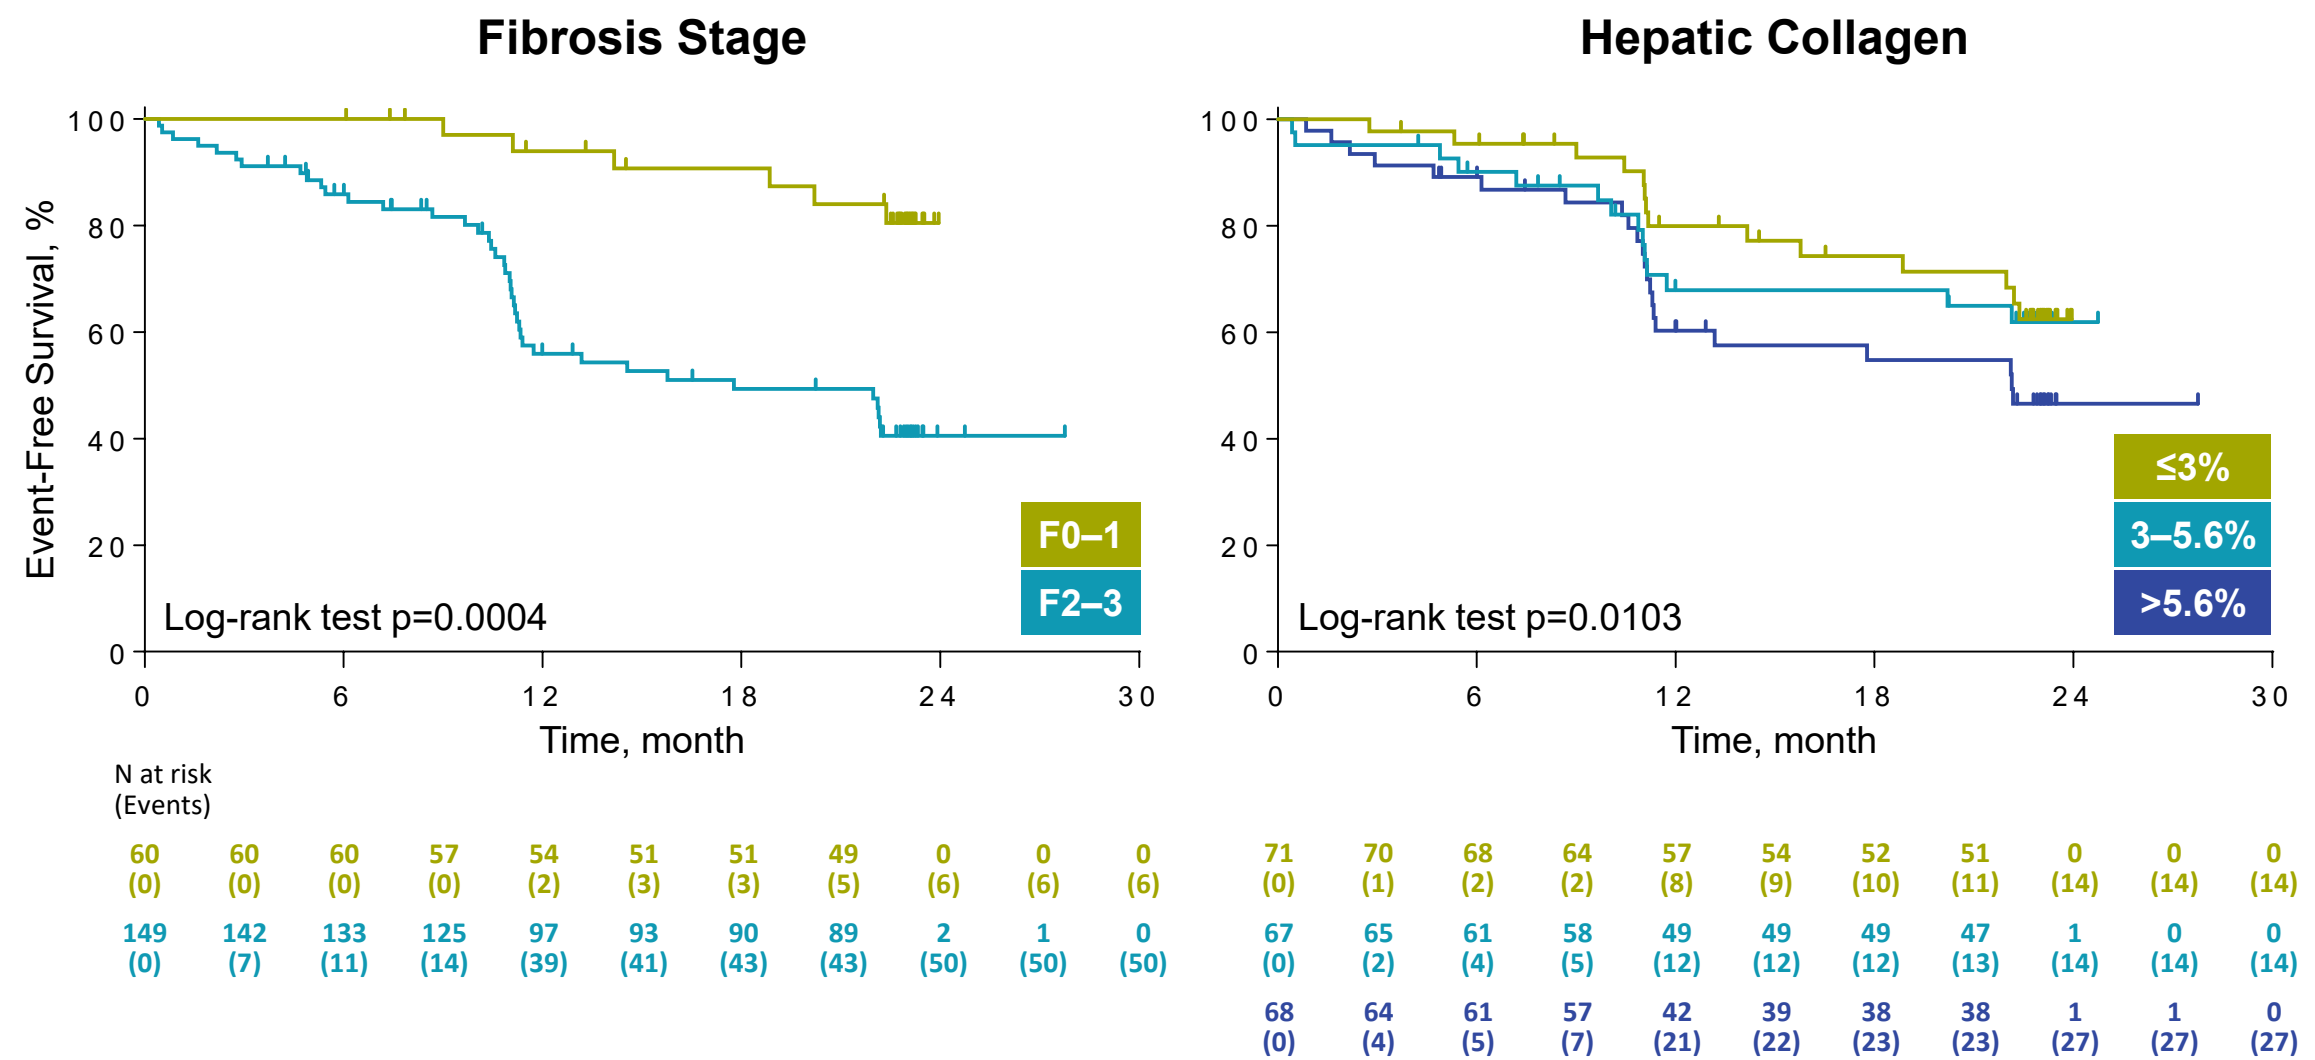 Fibrosis Stage
Event-Free Survival, %
100
80
60
40
20
0
0 6 12 18 24 30
Time, month
Log-rank test p=0.0004
F0–1
F2–3
N at risk
(Events)
60 60 60 57 54 51 51 49 0 0 0
(0) (0) (0) (0) (2) (3) (3) (5) (6) (6) (6)
149 142 133 125 97 93 90 89 2 1 0
(0) (7) (11) (14) (39) (41) (43) (43) (50) (50) (50)
Hepatic Collagen
100
80
60
40
20
0
0 6 12 18 24 30
Time, month
Log-rank test p=0.0103
≤3%
3–5.6%
>5.6%
71 70 68 64 57 54 52 51 0 0 0
(0) (1) (2) (2) (8) (9) (10) (11) (14) (14) (14)
67 65 61 58 49 49 49 47 1 0 0
(0) (2) (4) (5) (12) (12) (12) (13) (14) (14) (14)
68 64 61 57 42 39 38 38 1 1 0
(0) (4) (5) (7) (21) (22) (23) (23) (27) (27) (27)